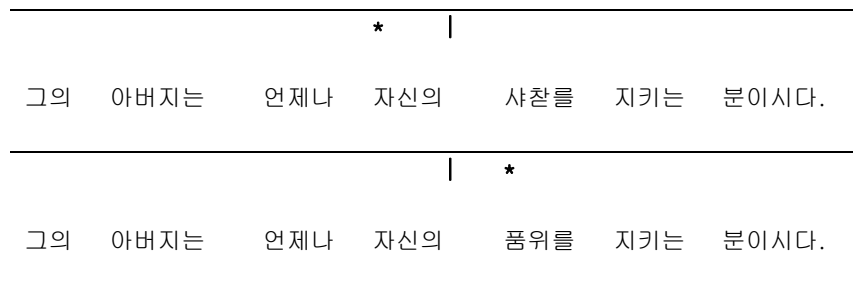 * |
그의 아버지는 언제나 자신의 샤찯를 지키는 분이시다.
| *
그의 아버지는 언제나 자신의 품위를 지키는 분이시다.